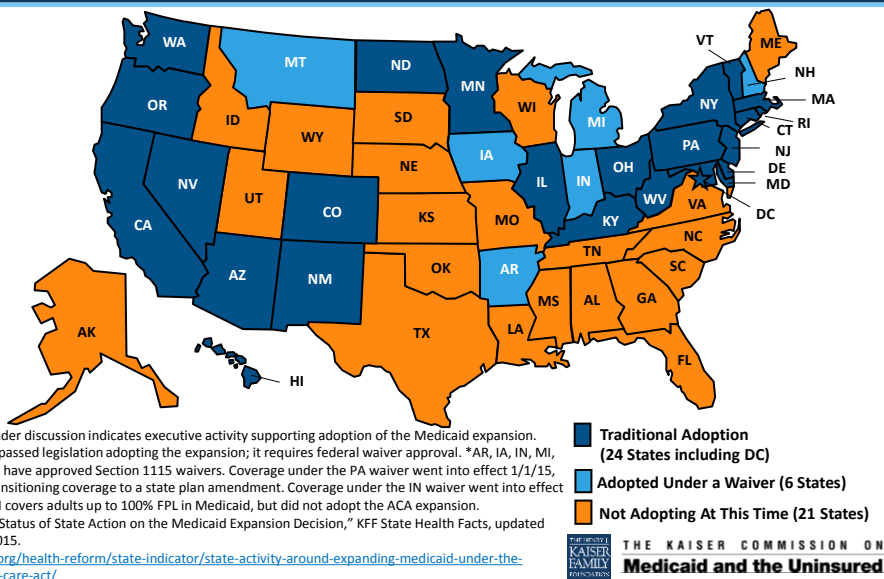 WA
MT
ND
MN
VT
ME
NH
OR
ID
SD
WI
NY
MA
MI
WY
RI
CT
IA
PA
NE
NJ
NV
IL
IN
OH
DE
MD
UT
CO
WV
VA
CA
KS
MO
KY
DC
NC
TN
AZ
NM
OK
AR
SC
MS
AL
GA
AK
TX
LA
FL
HI
under discussion indicates executive activity supporting adoption of the Medicaid expansion.
passed legislation adopting the expansion; it requires federal waiver approval. *AR, IA, IN, MI,
have approved Section 1115 waivers. Coverage under the PA waiver went into effect 1/1/15,
coverage to a state plan amendment. Coverage under the IN waiver went into effect
covers adults up to 100% FPL in Medicaid, but did not adopt the ACA expansion.
Status of State Action on the Medicaid Expansion Decision,” KFF State Health Facts, updated
015.
org/health-reform/state-indicator/state-activity-around-expanding-medicaid-under-the-
-care-act/
Traditional Adoption
(24 States including DC)
Adopted Under a Waiver (6 States)
Not Adopting At This Time (21 States)
THE HENRY J.
KAISER
FAMILY
FOUNDATION
THE KAISER COMMISSION ON
Medicaid and the Uninsured